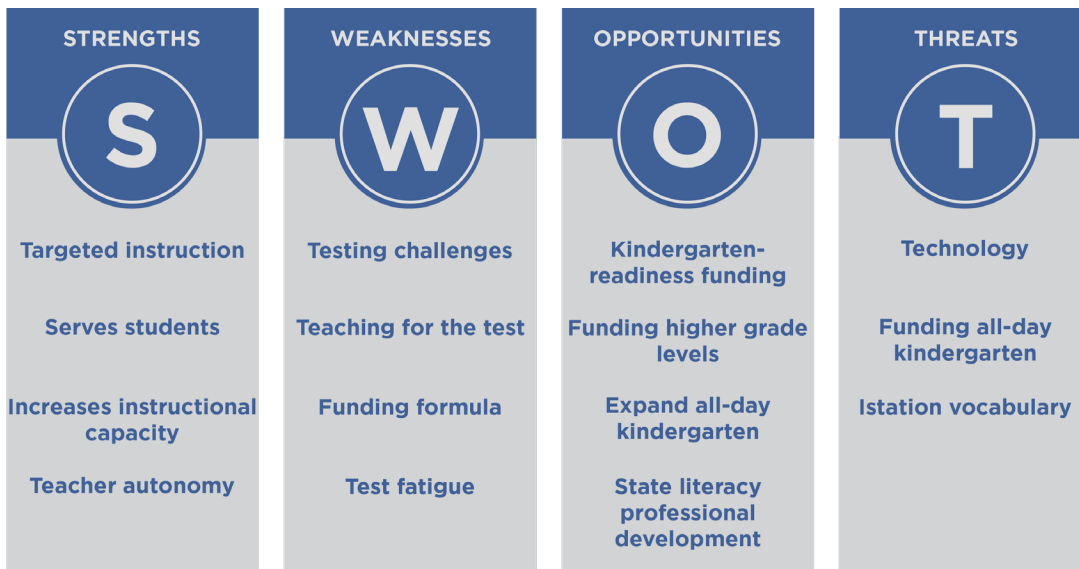 STRENGTHS
S
Targeted instruction
Serves students
Increases instructional
capacity
Teacher autonomy
WEAKNESSES
W
Testing challenges
Teaching for the test
Funding formula
Test fatigue
OPPORTUNITIES
O
Kindergarten-
readiness funding
Funding higher grade
levels
Expand all-day
kindergarten
State literacy
professional
development
THREATS
T
Technology
Funding all-day
kindergarten
Istation vocabulary